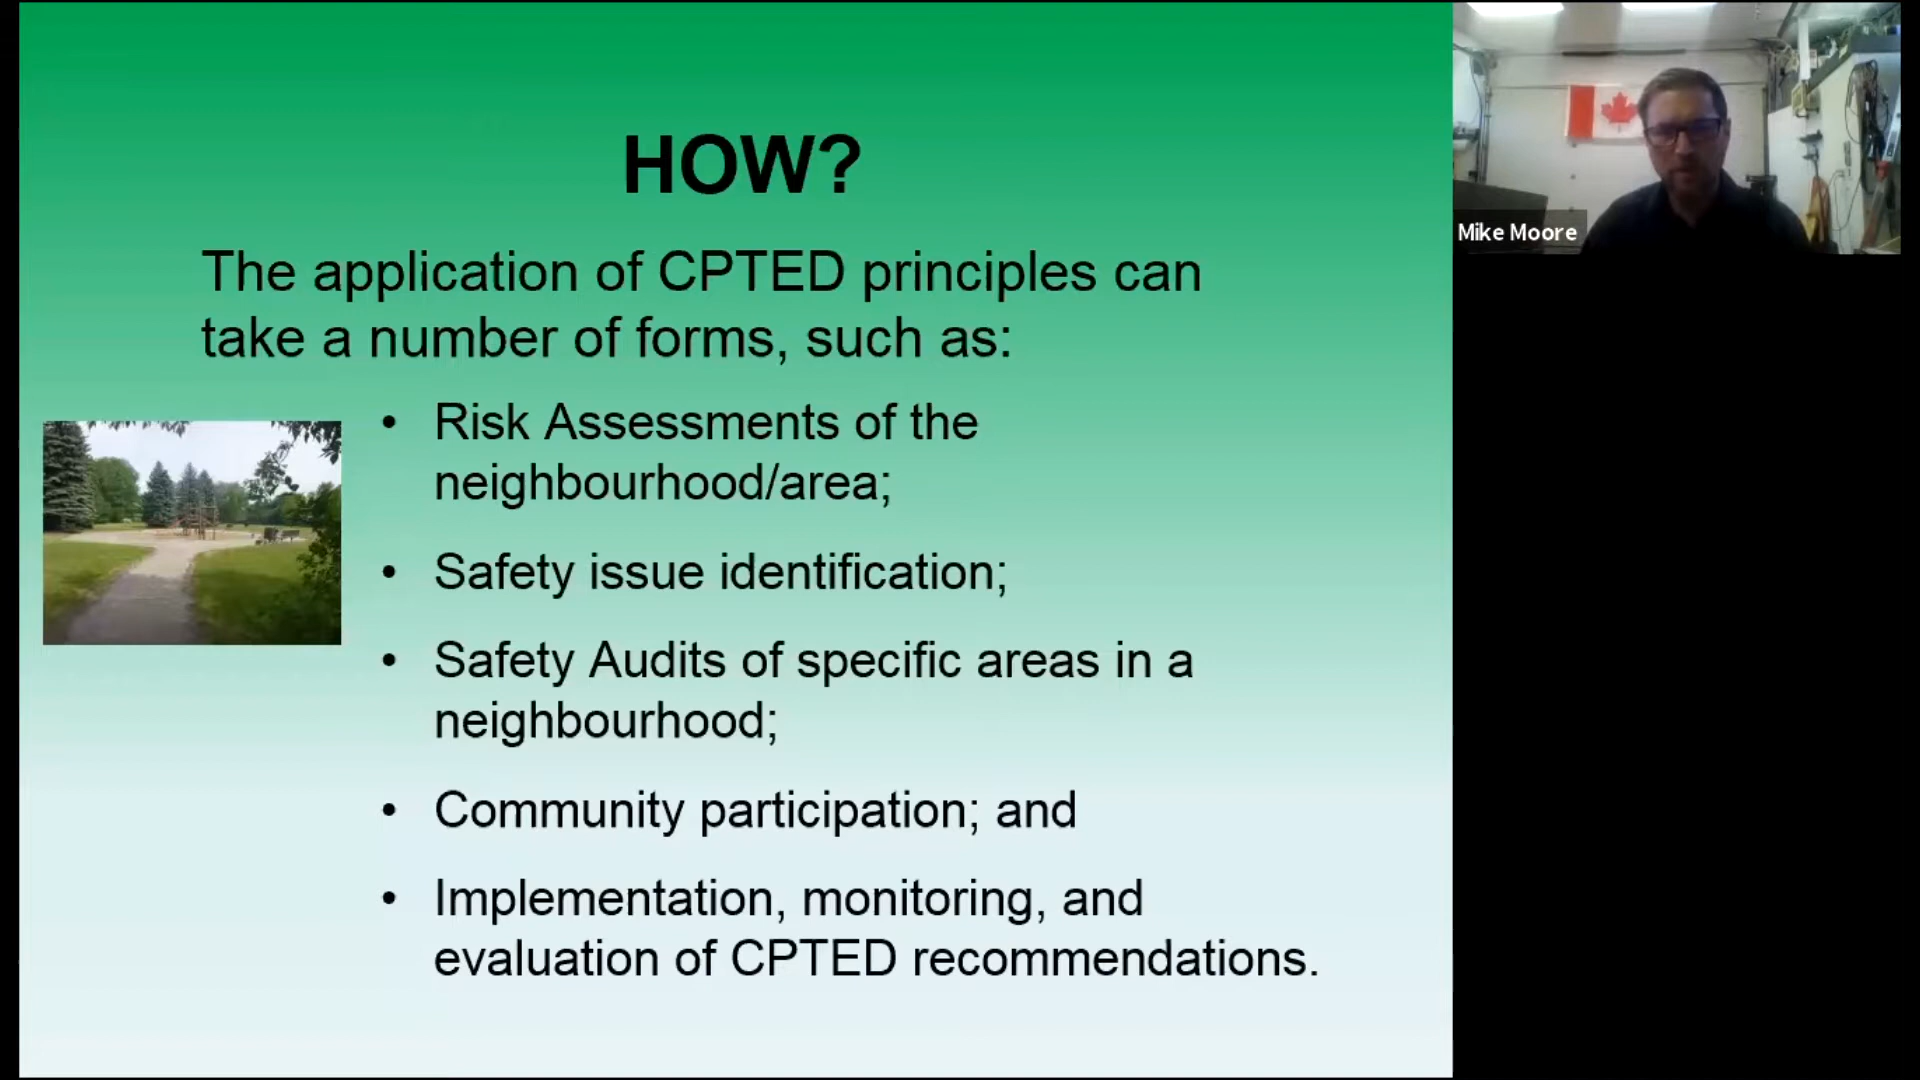 HOW?
The application of CPTED principles can
take a number of forms, such as:
• Risk Assessments of the
neighbourhood/area;
• Safety issue identification;
• Safety Audits of specific areas in a
neighbourhood;
• Community participation; and
• Implementation, monitoring, and
evaluation of CPTED recommendations.
Mike Moore